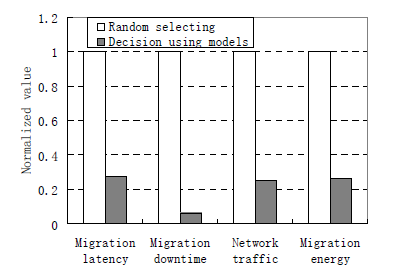 1.2
1
0.8
0.6
0.4
0.2
0
Normalized value
Random selecting
Decision using models
Migration latency
Migration downtime
Network traffic
Migration energy